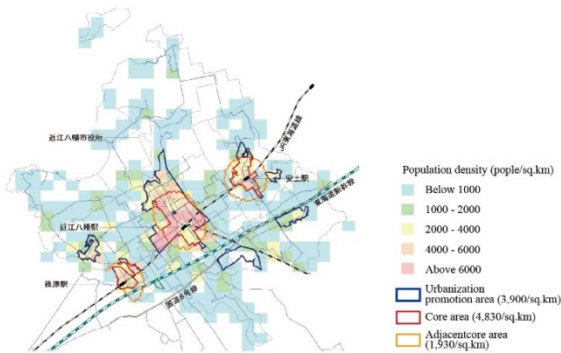 近江八幡市役所
JR東海道線
安土駅
東海道新幹線
近江八幡駅
篠原駅
国道8号線
Population density (pople/sq.km)
Below 1000
1000 - 2000
2000 - 4000
4000 - 6000
Above 6000
Urbanization
promotion area (3,900/sq.km)
Core area (4,830/sq.km)
Adjacentcore area
(1,930/sq.km)